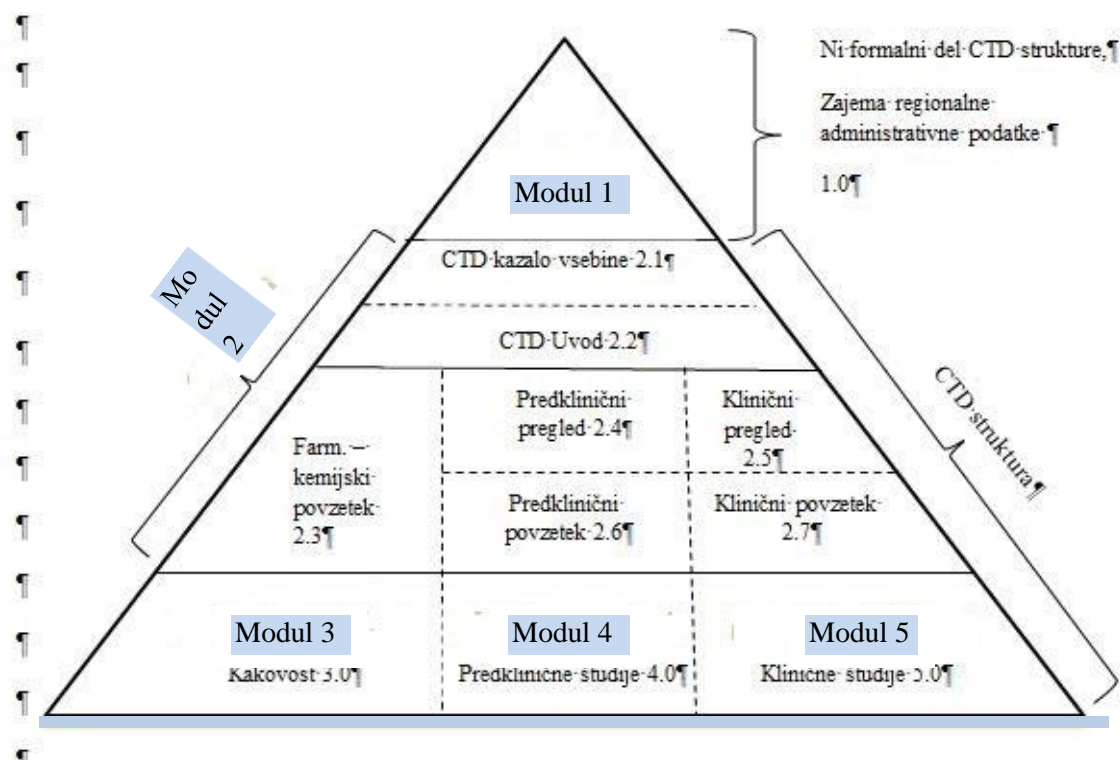 ¶
¶
¶
¶
¶
¶
¶
¶
¶
¶
¶
¶
¶
Ni·formalni·del·CTD·strukture,¶
Zajema·regionalne·
administrativne·podatke·¶
1.0¶
Modul 1
Mo
dul
2
CTD·kazalo·vsebine·2.1¶
CTD·Uvod·2.2¶
CTD·struktura¶
Farm.·–·
kemijski·
povzetek·
2.3¶
Predklinični·
pregled·2.4¶
Klinični·
pregled·
2.5¶
Predklinični·
povzetek·2.6¶
Klinični·povzetek·
2.7¶
Modul 3
Kakovost·3.0¶
Modul 4
Predklinične·študije·4.0¶
Modul 5
Klinične·študije·5.0¶